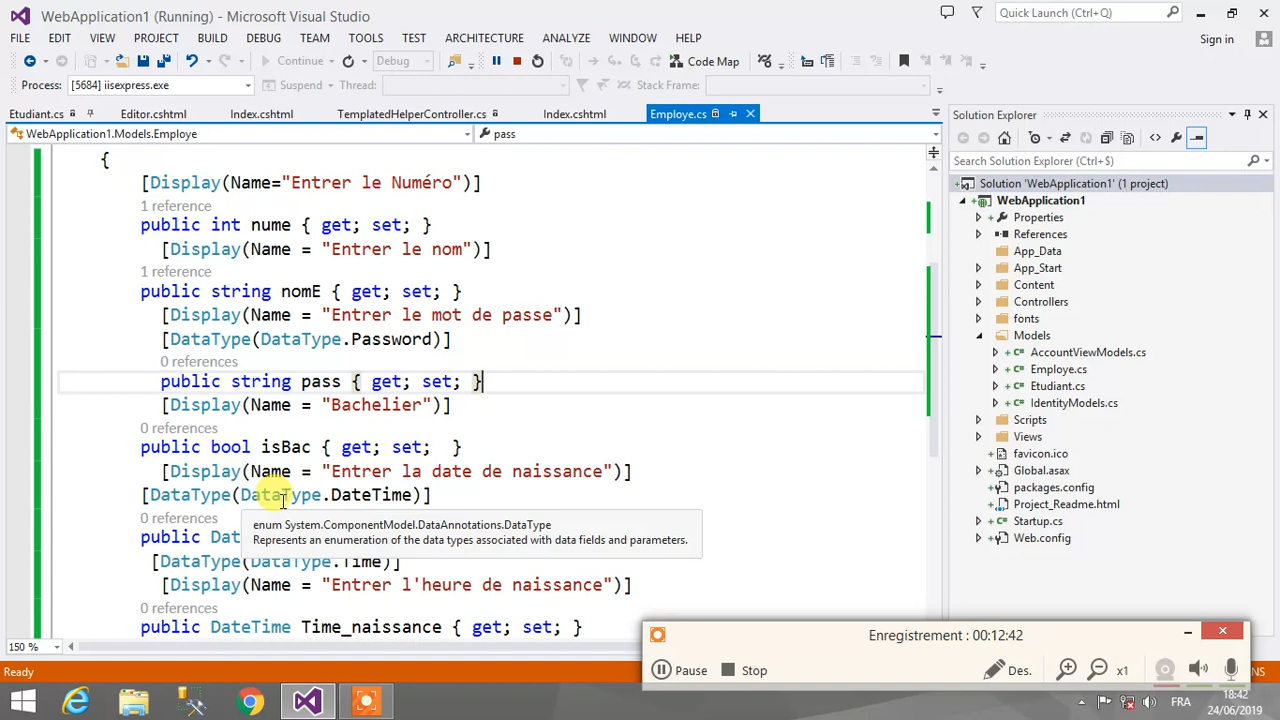 WebApplication1 (Running) - Microsoft Visual Studio
Quick Launch (Ctrl+Q)
FILE EDIT VIEW PROJECT BUILD DEBUG TEAM TOOLS TEST ARCHITECTURE ANALYZE WINDOW HELP
Sign in
Continue Debug Code Map
Process: [5684] iisexpress.exe Suspend Thread: Stack Frame:
Etudiant.cs Editor.cshtml Index.cshtml TemplatedHelperController.cs Index.cshtml Employe.cs
WebApplication1.Models.Employe pass
{
[Display(Name="Entrer le Numéro")]
1 reference
public int nume { get; set; }
[Display(Name = "Entrer le nom")]
1 reference
public string nomE { get; set; }
[Display(Name = "Entrer le mot de passe")]
[DataType(DataType.Password)]
0 references
public string pass { get; set; }
[Display(Name = "Bachelier")]
0 references
public bool isBac { get; set;  }
[Display(Name = "Entrer la date de naissance")]
[DataType(DataType.DateTime)]
0 references
public Dat
enum System.ComponentModel.DataAnnotations.DataType
Represents an enumeration of the data types associated with data fields and parameters.
[DataType(DataType.Time)]
[Display(Name = "Entrer l'heure de naissance")]
0 references
public DateTime Time_naissance { get; set; }
150 %
Solution Explorer
Search Solution Explorer (Ctrl+$)
Solution 'WebApplication1' (1 project)
WebApplication1
Properties
References
App_Data
App_Start
Content
Controllers
fonts
Models
AccountViewModels.cs
Employe.cs
Etudiant.cs
IdentityModels.cs
Scripts
Views
favicon.ico
Global.asax
packages.config
Project_Readme.html
Startup.cs
Web.config
Enregistrement : 00:12:42
Pause Stop Des. x1
Ready
NS
FRA
18:42
24/06/2019